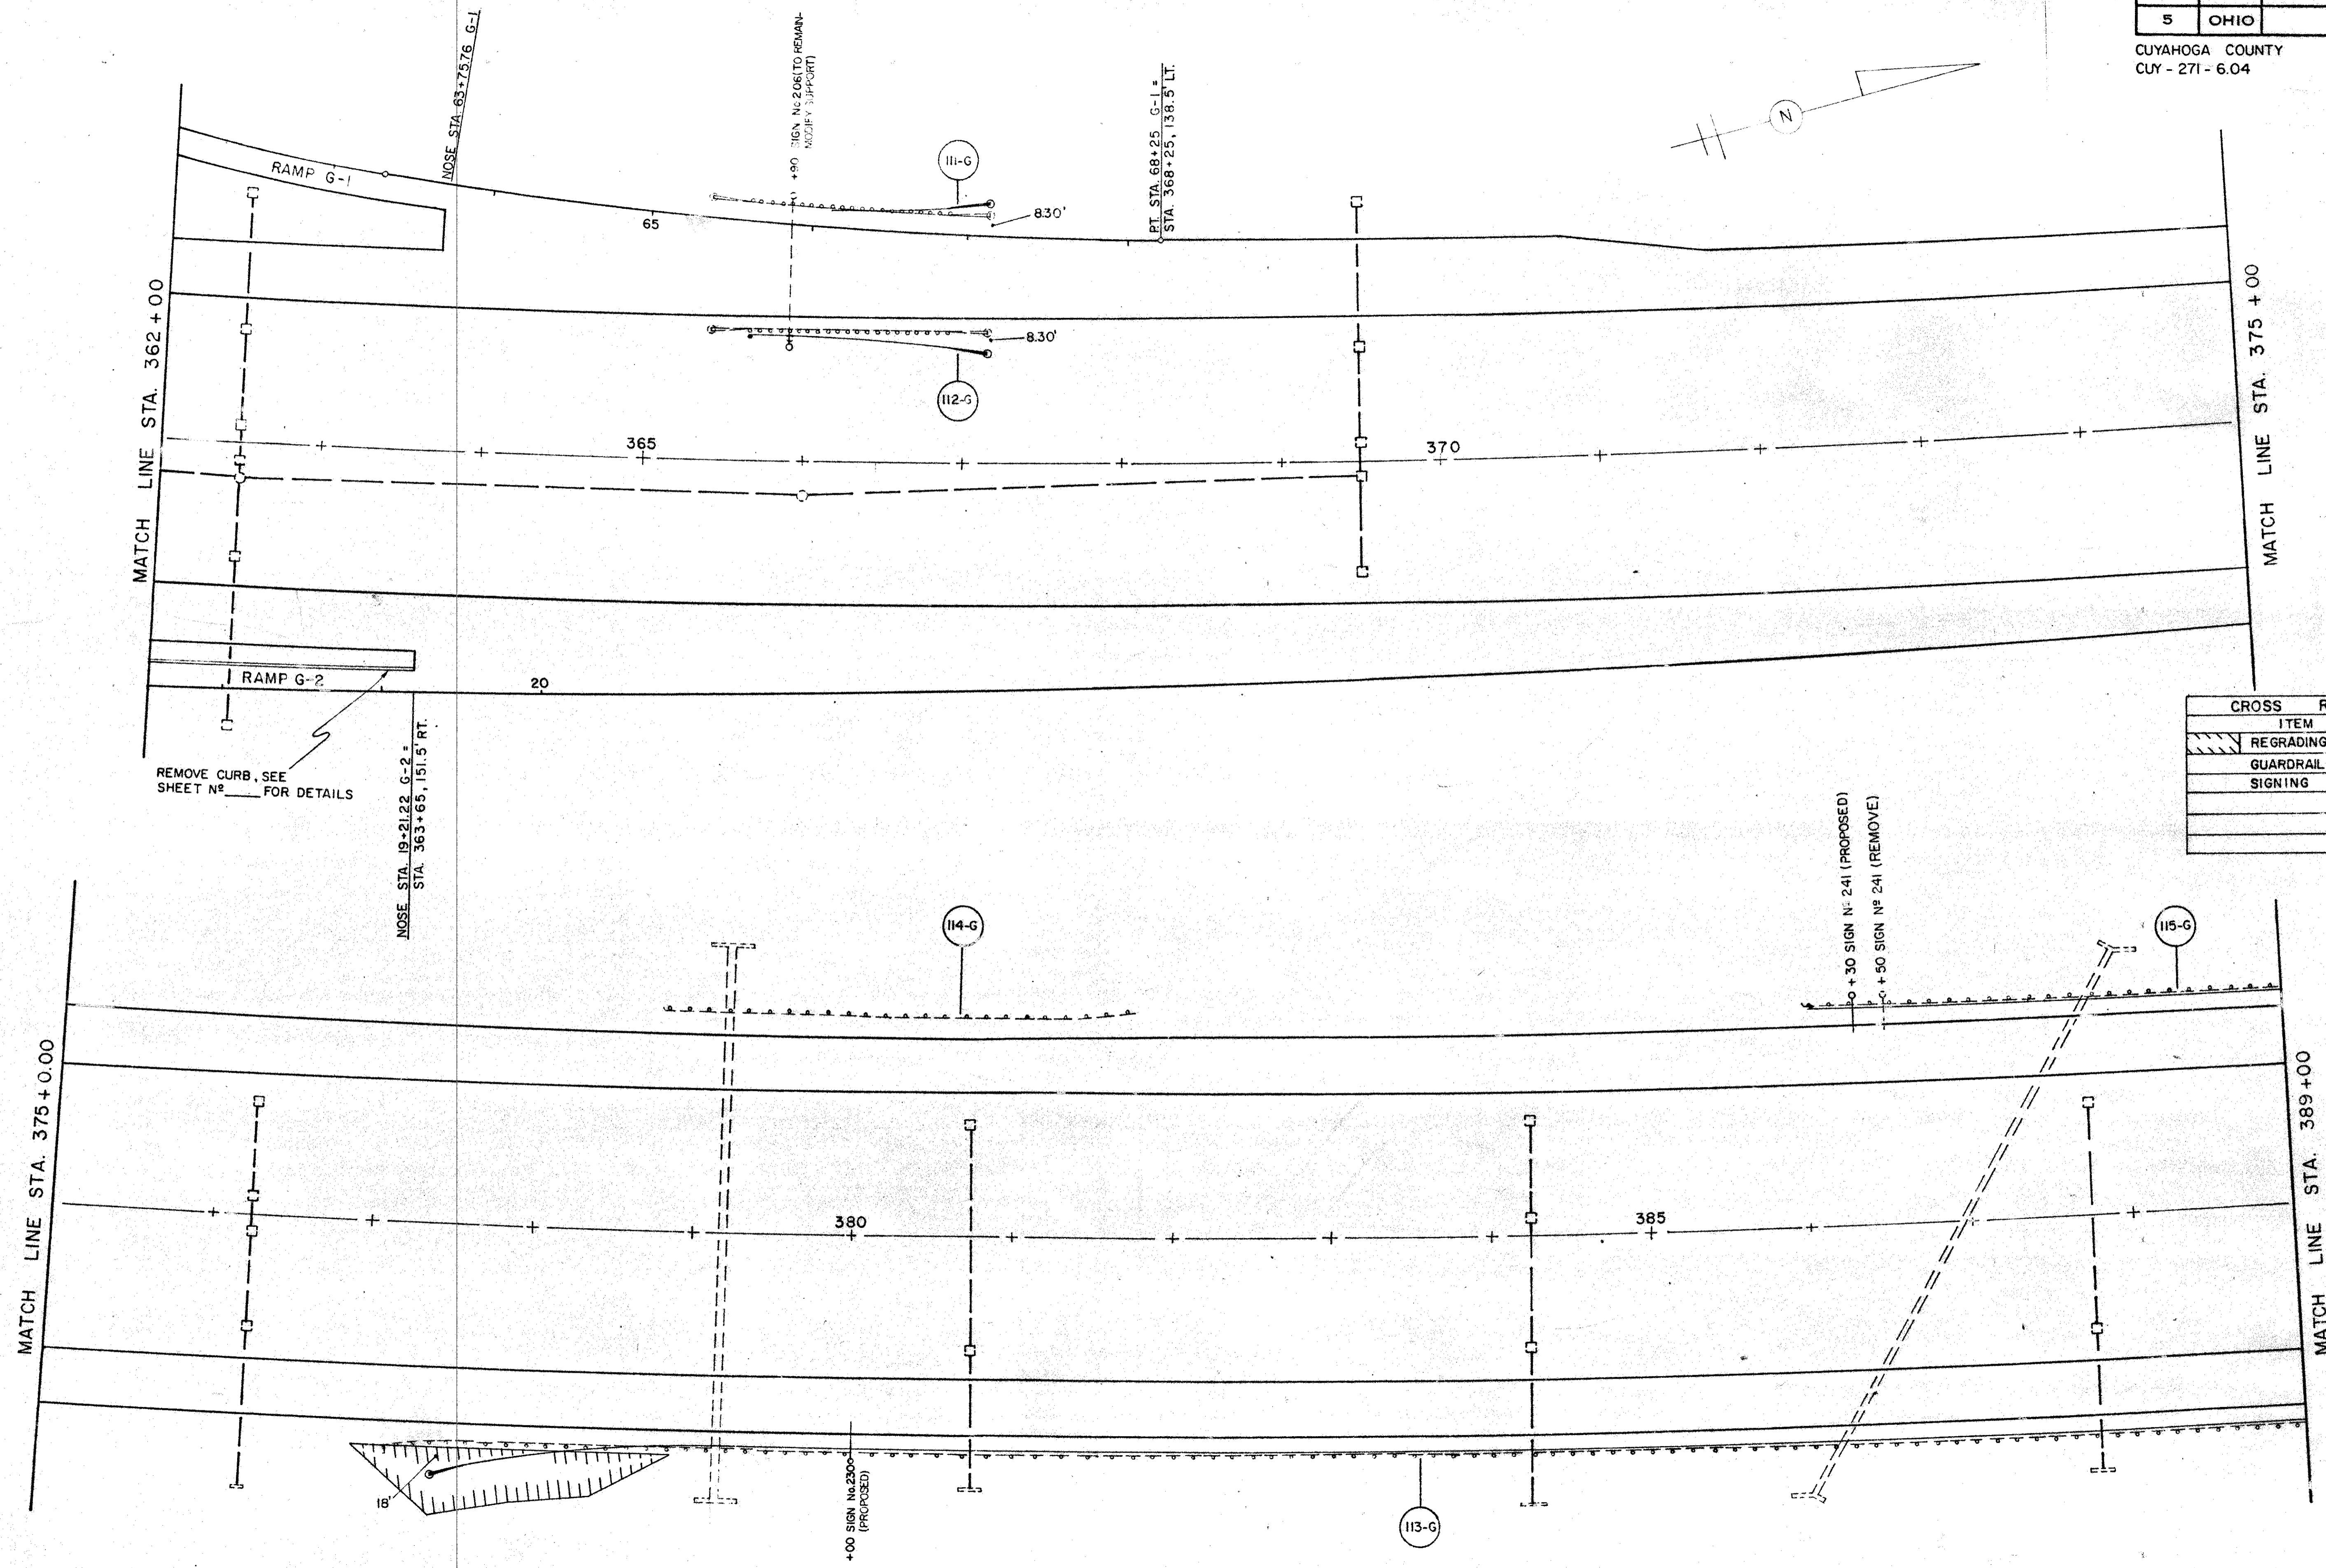 5 OHIO
CUYAHOGA COUNTY
CUY - 271 - 6.04
NOSE STA. 63+75.76 G-1
+90 SIGN No 206 (TO REMAIN-
MODIFY SUPPORT)
P.T. STA. 68+25 G-1 =
STA. 368+25, 138.5' LT.
N
RAMP G-1
111-G
65
8.30'
8.30'
112-G
MATCH LINE STA. 362+00
MATCH LINE STA. 375+00
365
370
RAMP G-2
20
REMOVE CURB, SEE
SHEET Nº ____ FOR DETAILS
NOSE STA. 19+21.22 G-2 =
STA. 363+65, 151.5' RT.
CROSS
ITEM
REGRADING
GUARDRAIL
SIGNING
+30 SIGN Nº 241 (PROPOSED)
+50 SIGN Nº 241 (REMOVE)
114-G
115-G
MATCH LINE STA. 375+0.00
MATCH LINE STA. 389+00
380
385
18'
+00 SIGN No.230
(PROPOSED)
113-G